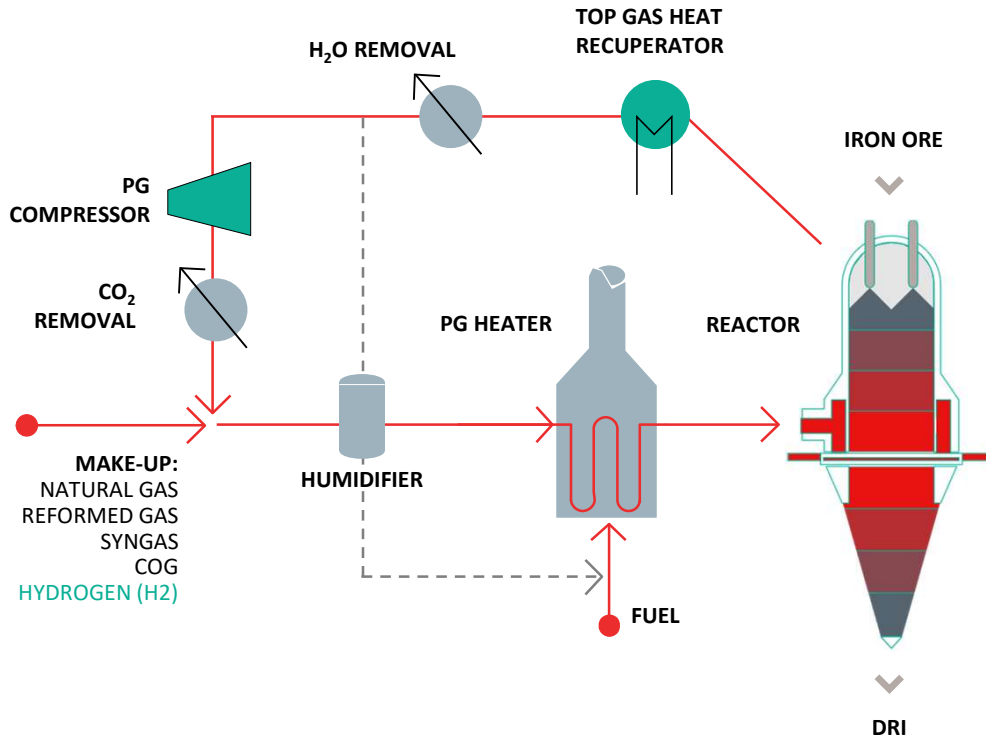 TOP GAS HEAT
RECUPERATOR
H₂O REMOVAL
IRON ORE
PG
COMPRESSOR
CO₂
REMOVAL
PG HEATER
REACTOR
MAKE-UP:
NATURAL GAS
REFORMED GAS
SYNGAS
COG
HYDROGEN (H2)
HUMIDIFIER
FUEL
DRI